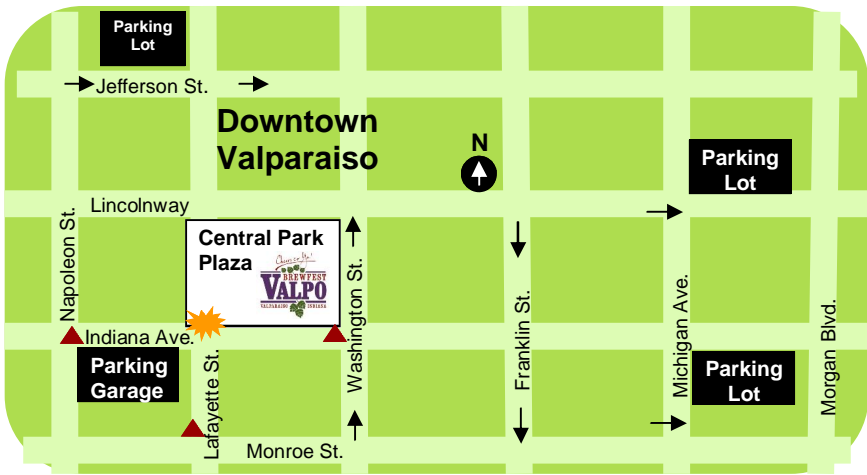 Parking
Lot
Jefferson St.
Downtown
Valparaiso
N
Parking
Lot
Lincolnway
Napoleon St.
Central Park
Plaza
Cheers to You!
BREWFEST
VALPO
VALPARAISO INDIANA
Washington St.
Franklin St.
Michigan Ave.
Morgan Blvd.
Indiana Ave.
Parking
Garage
Lafayette St.
Parking
Lot
Monroe St.